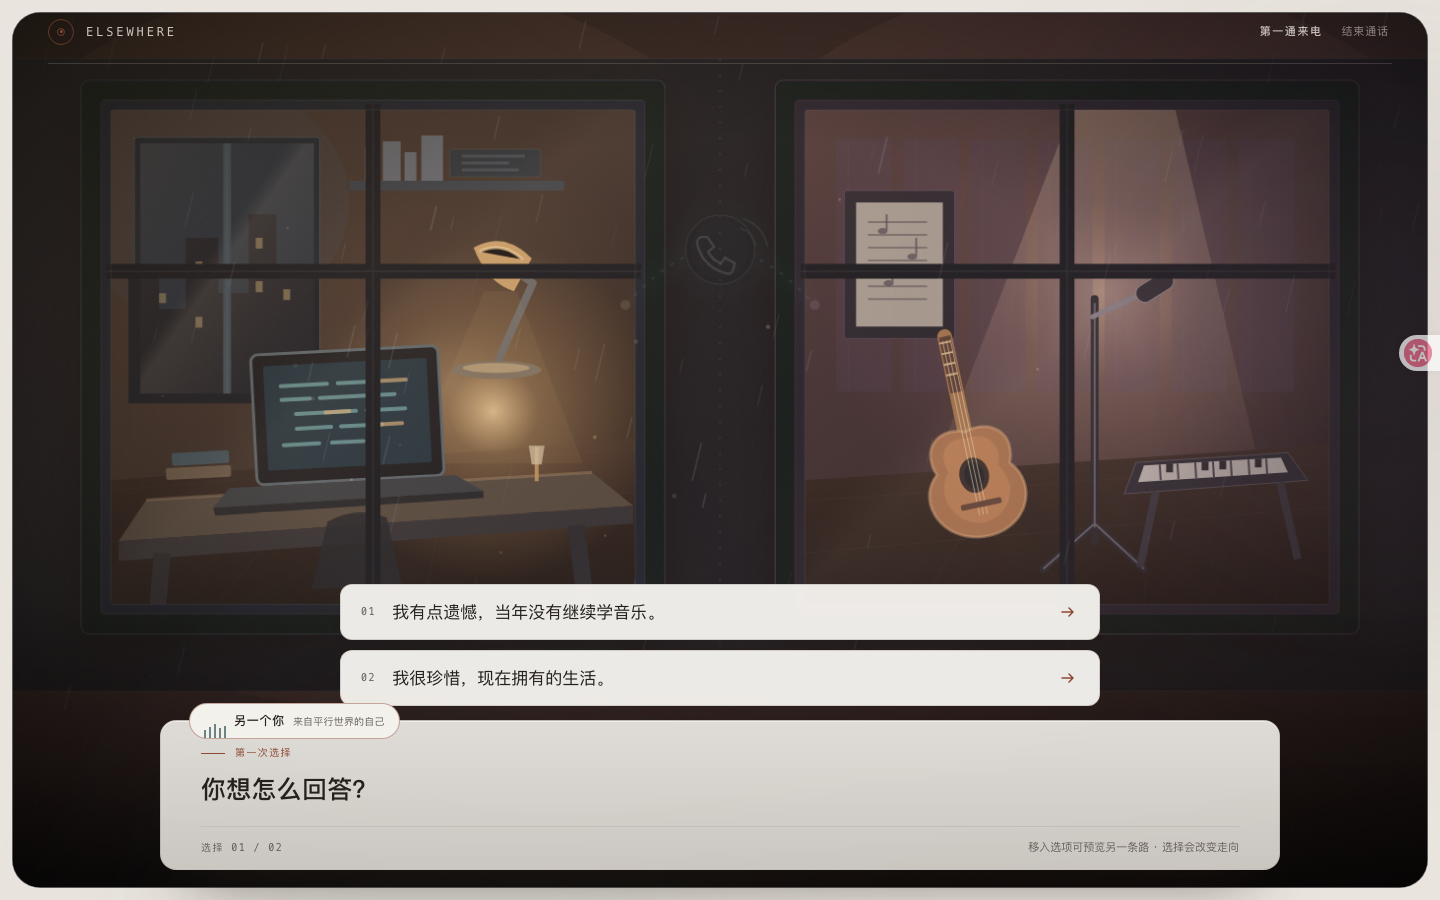 ELSEWHERE
第一通来电
结束通话
01 我有点遗憾，当年没有继续学音乐。
02 我很珍惜，现在拥有的生活。
另一个你 来自平行世界的自己
第一次选择
你想怎么回答?
选择 01 / 02
移入选项可预览另一条路 · 选择会改变走向